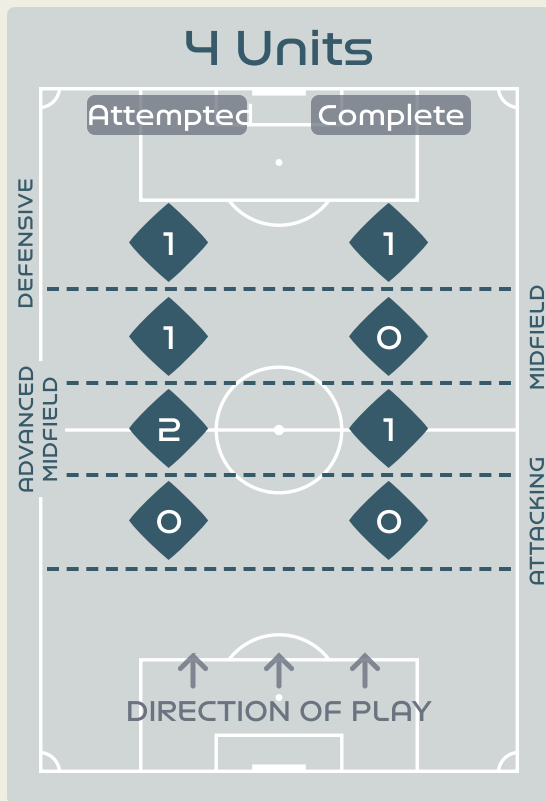 4 Units
Attempted Complete
DEFENSIVE
1 1
MIDFIELD
1 0
ADVANCED
MIDFIELD
2 1
ATTACKING
0 0
DIRECTION OF PLAY